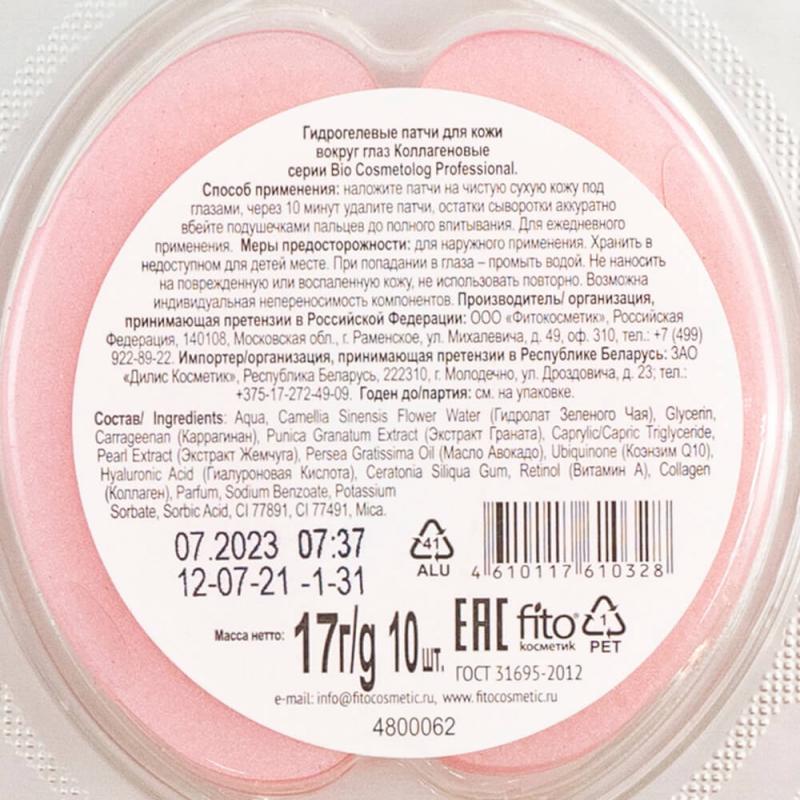 Гидрогелевые патчи для кожи
вокруг глаз Коллагеновые
серии Bio Cosmetolog Professional.
Способ применения: наложите патчи на чистую сухую кожу под
глазами, через 10 минут удалите патчи, остатки сыворотки аккуратно
вбейте подушечками пальцев до полного впитывания. Для ежедневного
применения. Меры предосторожности: для наружного применения. Хранить в
недоступном для детей месте. При попадании в глаза – промыть водой. Не наносить
на поврежденную или воспаленную кожу, не использовать повторно. Возможна
индивидуальная непереносимость компонентов. Производитель/ организация,
принимающая претензии в Российской Федерации: ООО «Фитокосметик», Российская
Федерация, 140108, Московская обл., г. Раменское, ул. Михалевича, д. 49, оф. 310, тел.: +7 (499)
922-89-22. Импортер/организация, принимающая претензии в Республике Беларусь: ЗАО
«Дилис Косметик», Республика Беларусь, 222310, г. Молодечно, ул. Дроздовича, д. 23; тел.:
+375-17-272-49-09. Годен до/партия: см. на упаковке.
Состав/ Ingredients: Aqua, Camellia Sinensis Flower Water (Гидролат Зеленого Чая), Glycerin,
Carrageenan (Каррагинан), Punica Granatum Extract (Экстракт Граната), Caprylic/Capric Triglyceride,
Pearl Extract (Экстракт Жемчуга), Persea Gratissima Oil (Масло Авокадо), Ubiquinone (Коэнзим Q10),
Hyaluronic Acid (Гиалуроновая Кислота), Ceratonia Siliqua Gum, Retinol (Витамин А), Collagen
(Коллаген), Parfum, Sodium Benzoate, Potassium
Sorbate, Sorbic Acid, CI 77891, CI 77491, Mica.
07.2023 07:37
12-07-21 -1-31
41
ALU
4 610117 610328
Масса нетто: 17г/g 10шт.
EAC
fito®
косметик
1
PET
ГОСТ 31695-2012
e-mail: info@fitocosmetic.ru, www.fitocosmetic.ru
4800062